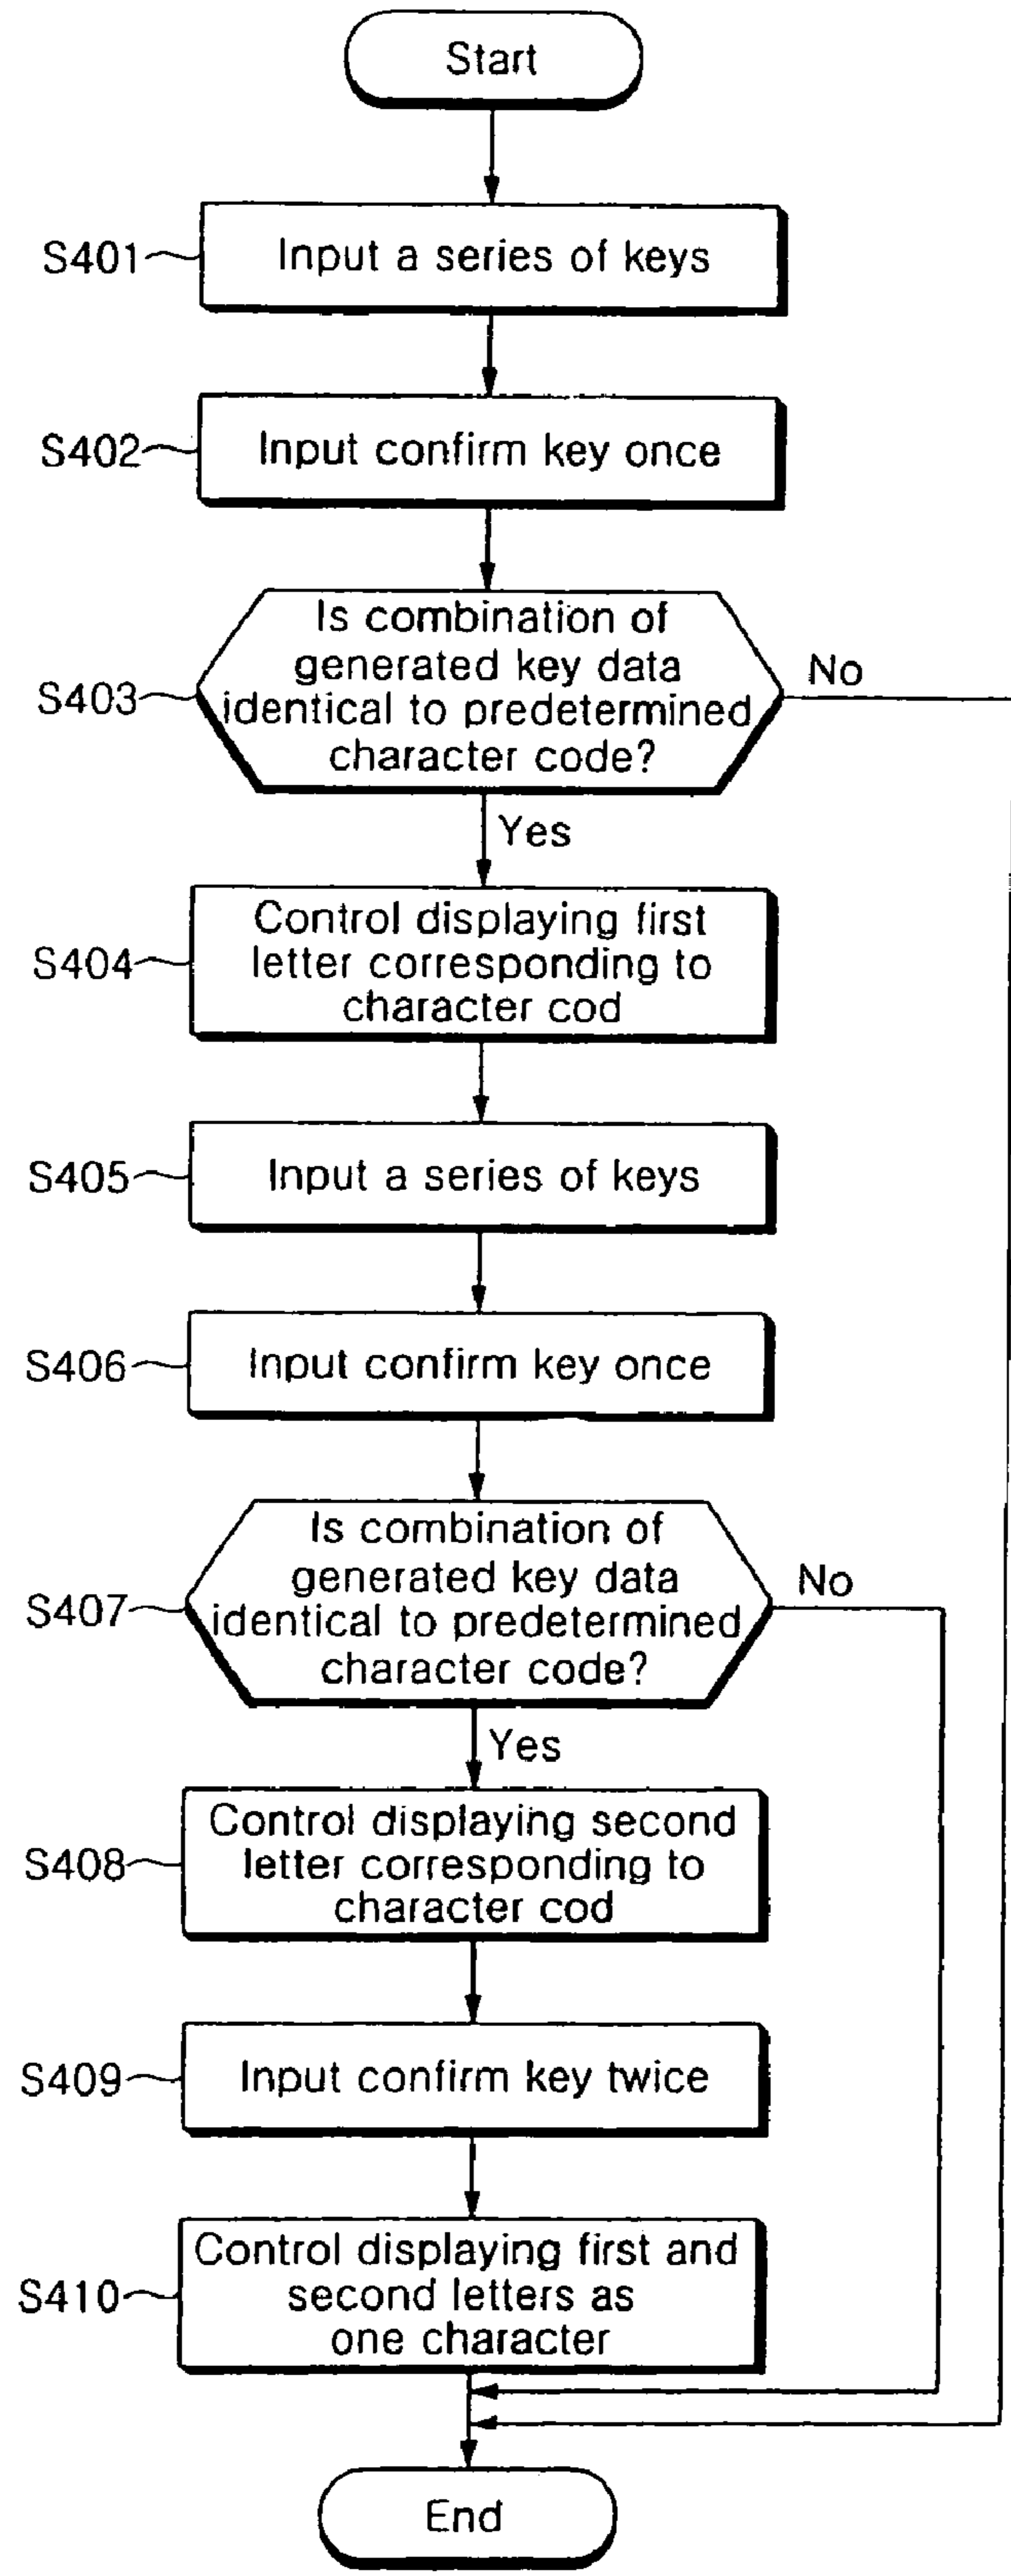 Start
S401
Input a series of keys
S402
Input confirm key once
S403
Is combination of
generated key data
identical to predetermined
character code?
No
Yes
S404
Control displaying first
letter corresponding to
character cod
S405
Input a series of keys
S406
Input confirm key once
S407
Is combination of
generated key data
identical to predetermined
character code?
No
Yes
S408
Control displaying second
letter corresponding to
character cod
S409
Input confirm key twice
S410
Control displaying first and
second letters as
one character
End